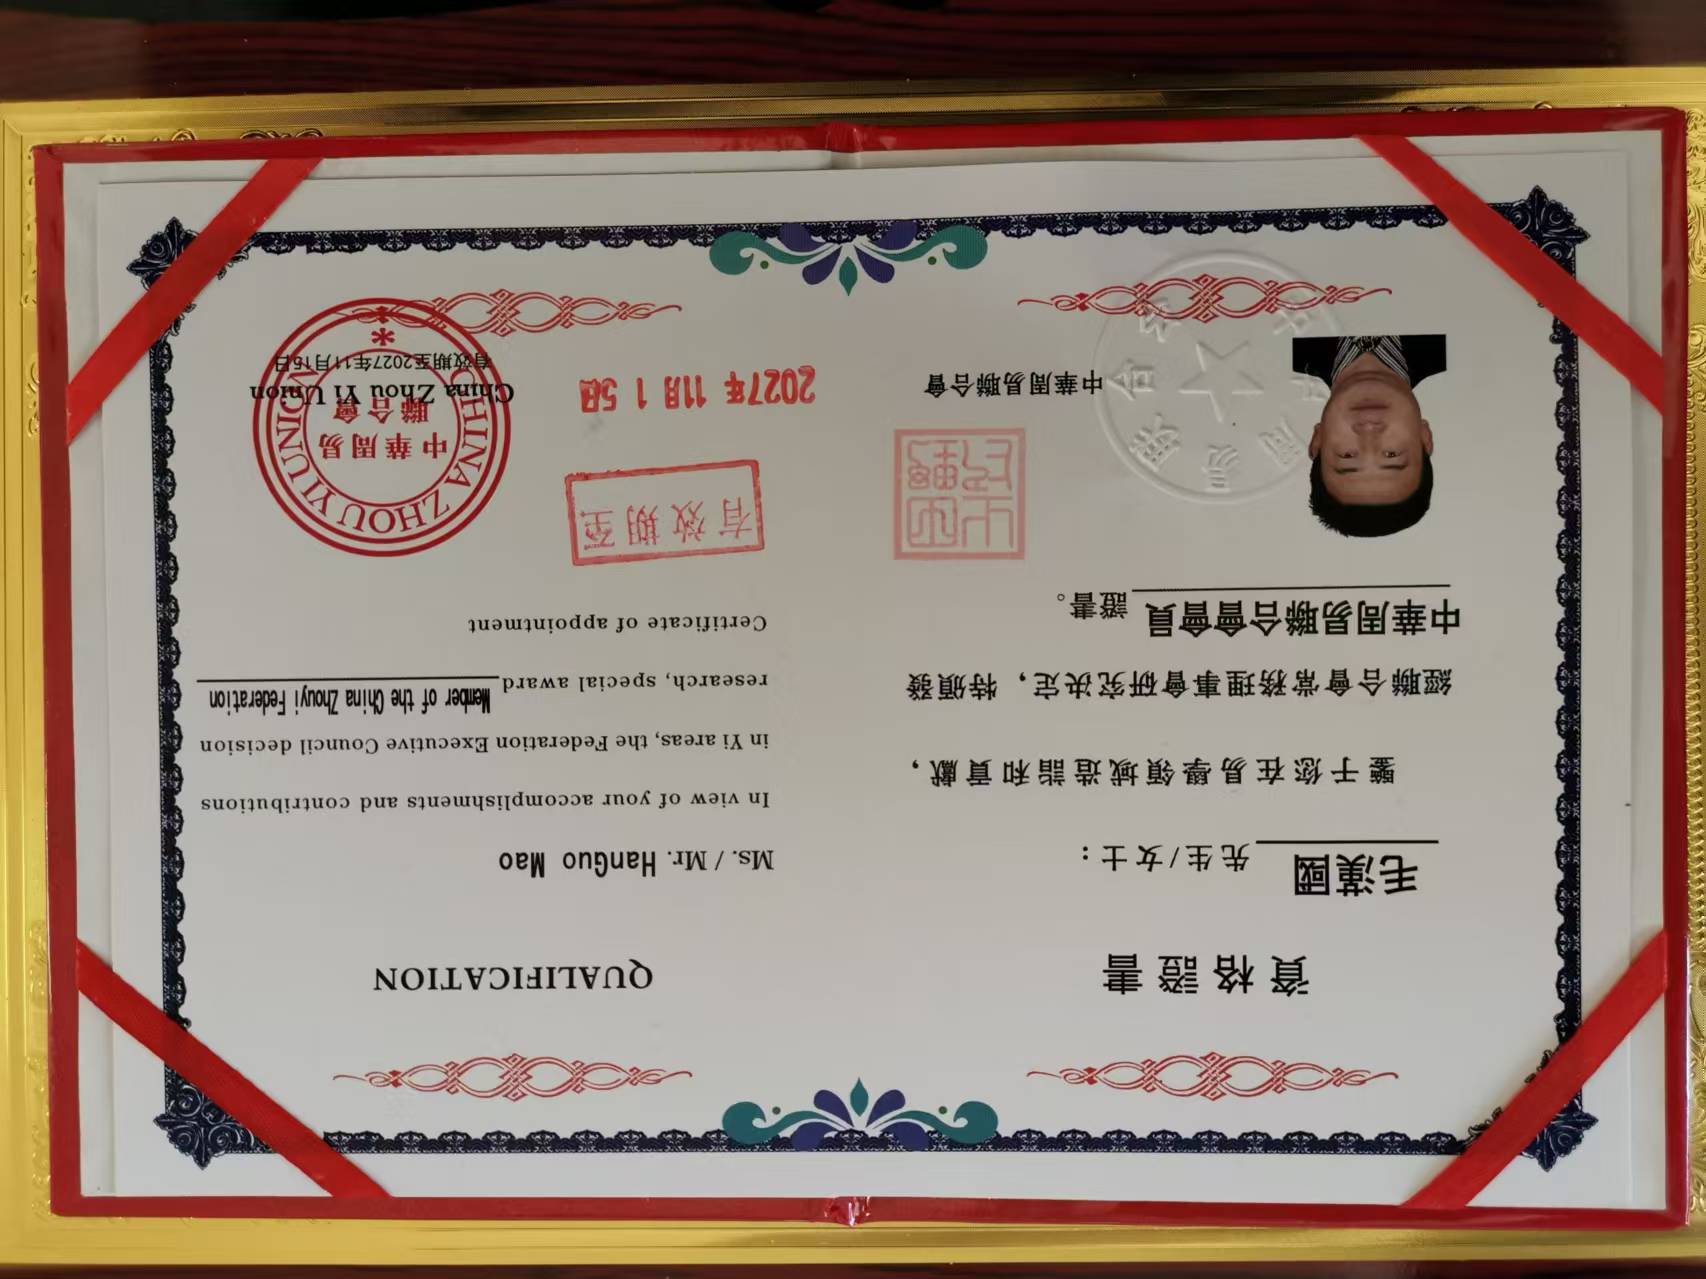 資格證書
毛漢國 先生/女士：
鑒于您在易學領域造詣和貢獻，
經聯合會常務理事會研究决定，特頒發
中華周易聯合會會員 證書。
中華周易聯合會
聯合會
周易
QUALIFICATION
Ms. / Mr. HanGuo Mao
In view of your accomplishments and contributions
in Yi areas, the Federation Executive Council decision
research, special award Member of the China Zhouyi Federation
Certificate of appointment
有效期至
2027年 11月 15日
CHINA ZHOU YI UNION
中華周易
聯合會
China Zhou Yi Union
有效期至2027年11月15日